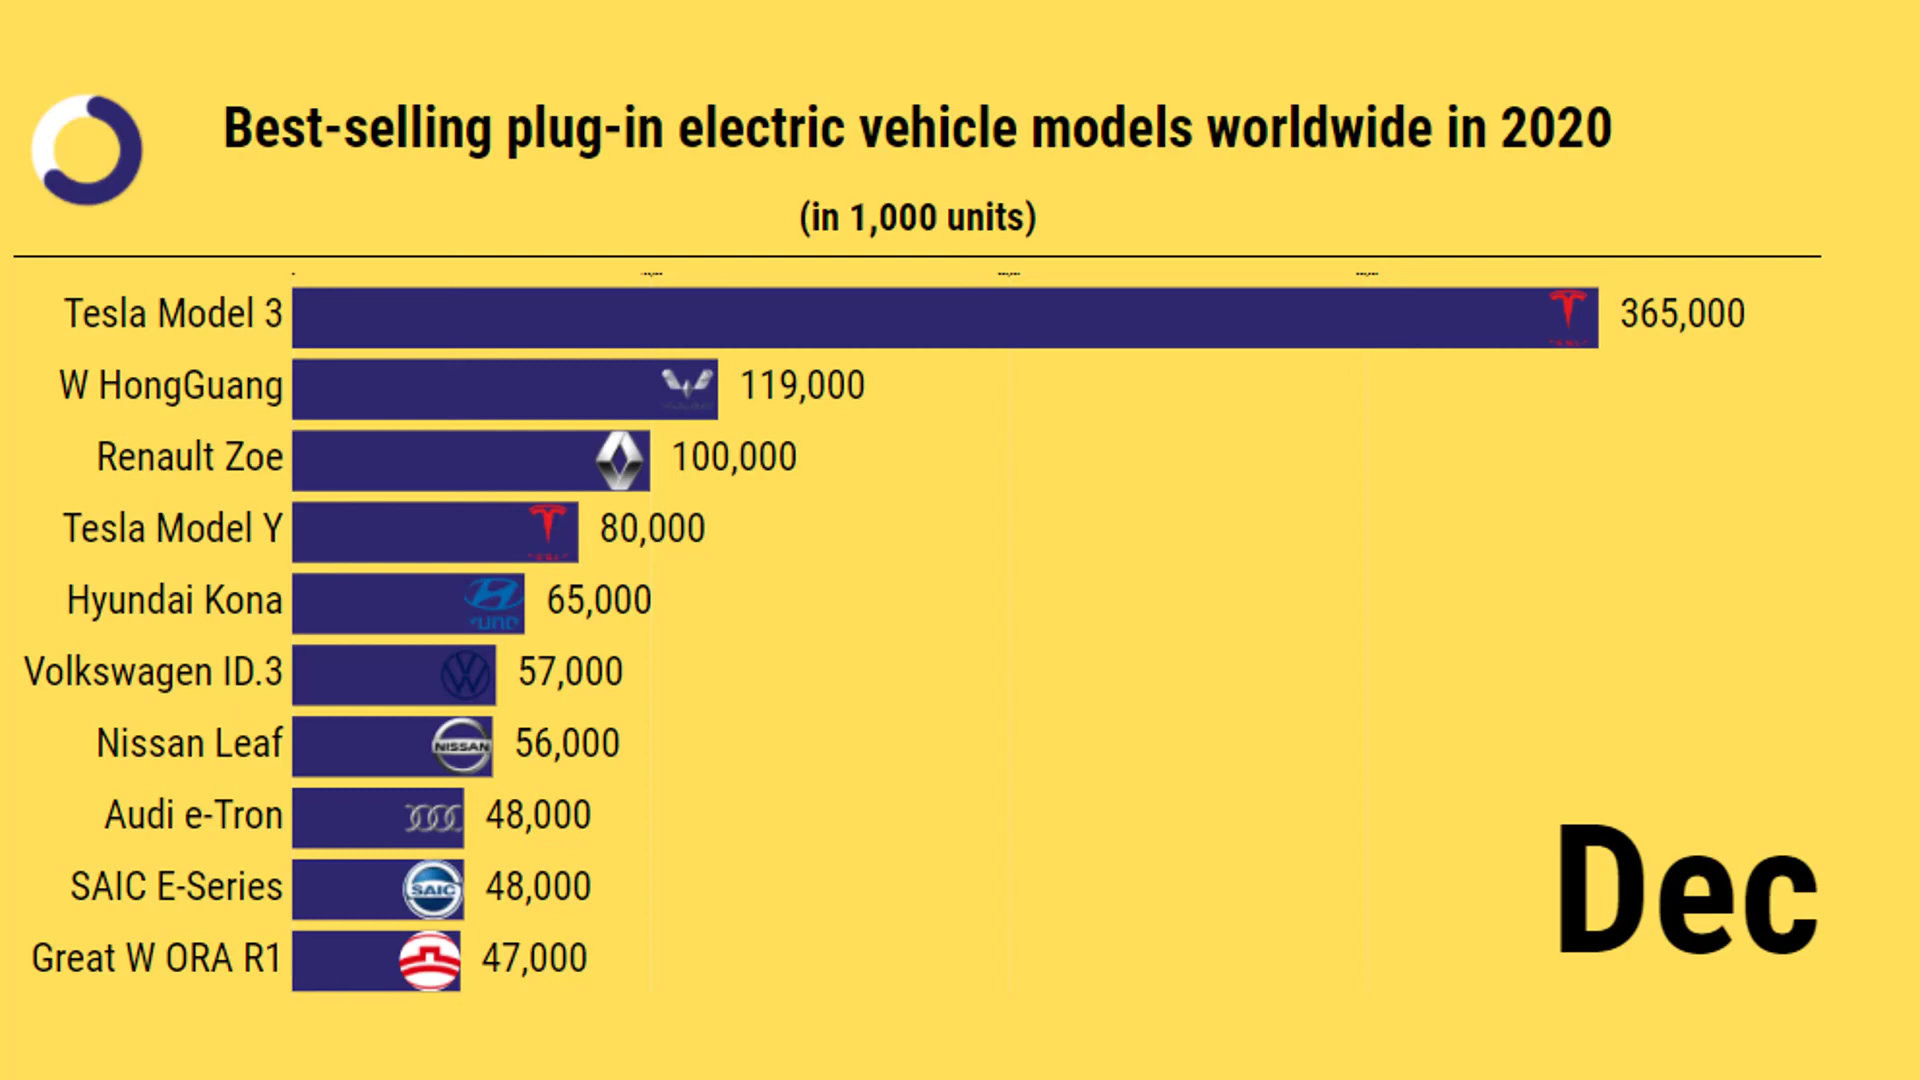 Best-selling plug-in electric vehicle models worldwide in 2020
(in 1,000 units)
Tesla Model 3 365,000
W HongGuang 119,000
Renault Zoe 100,000
Tesla Model Y 80,000
Hyundai Kona 65,000
Volkswagen ID.3 57,000
Nissan Leaf NISSAN 56,000
Audi e-Tron 48,000
SAIC E-Series SAIC 48,000
Great W ORA R1 47,000
Dec